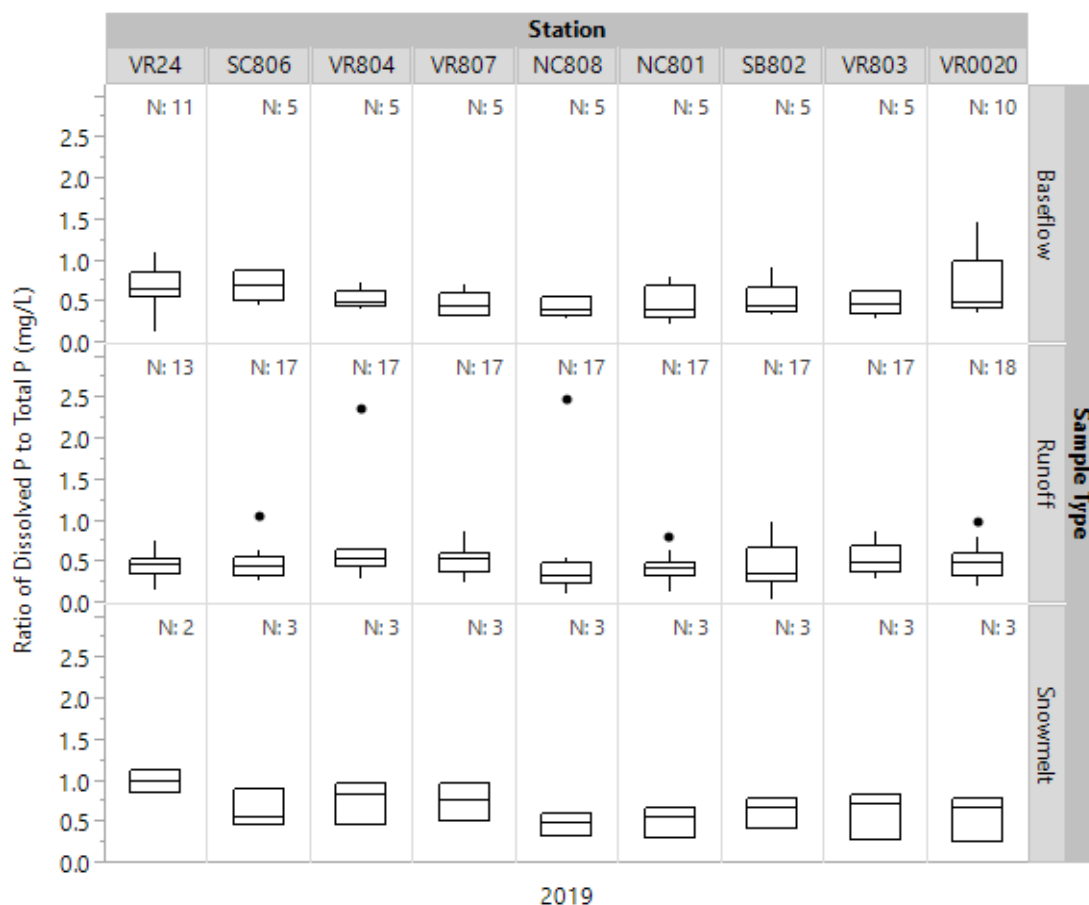 Station
VR24 SC806 VR804 VR807 NC808 NC801 SB802 VR803 VR0020
N: 11 N: 5 N: 5 N: 5 N: 5 N: 5 N: 5 N: 5 N: 10
2.5
2.0
1.5
1.0
0.5
0.0
Baseflow
N: 13 N: 17 N: 17 N: 17 N: 17 N: 17 N: 17 N: 17 N: 18
2.5
2.0
1.5
1.0
0.5
0.0
Runoff
N: 2 N: 3 N: 3 N: 3 N: 3 N: 3 N: 3 N: 3 N: 3
2.5
2.0
1.5
1.0
0.5
0.0
Snowmelt
Ratio of Dissolved P to Total P (mg/L)
Sample Type
2019